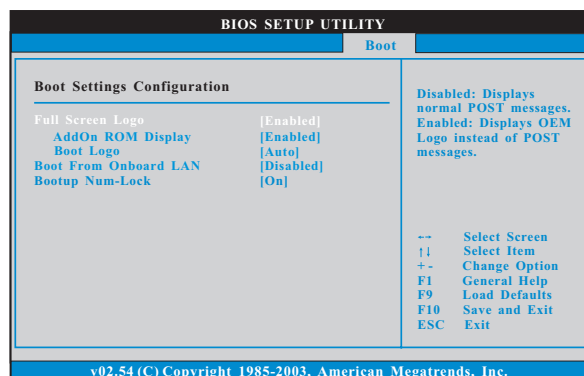 BIOS SETUP UTILITY
Boot
Boot Settings Configuration
Full Screen Logo [Enabled]
AddOn ROM Display [Enabled]
Boot Logo [Auto]
Boot From Onboard LAN [Disabled]
Bootup Num-Lock [On]
Disabled: Displays
normal POST messages.
Enabled: Displays OEM
Logo instead of POST
messages.
←→ Select Screen
↑↓ Select Item
+ - Change Option
F1 General Help
F9 Load Defaults
F10 Save and Exit
ESC Exit
v02.54 (C) Copyright 1985-2003, American Megatrends, Inc.